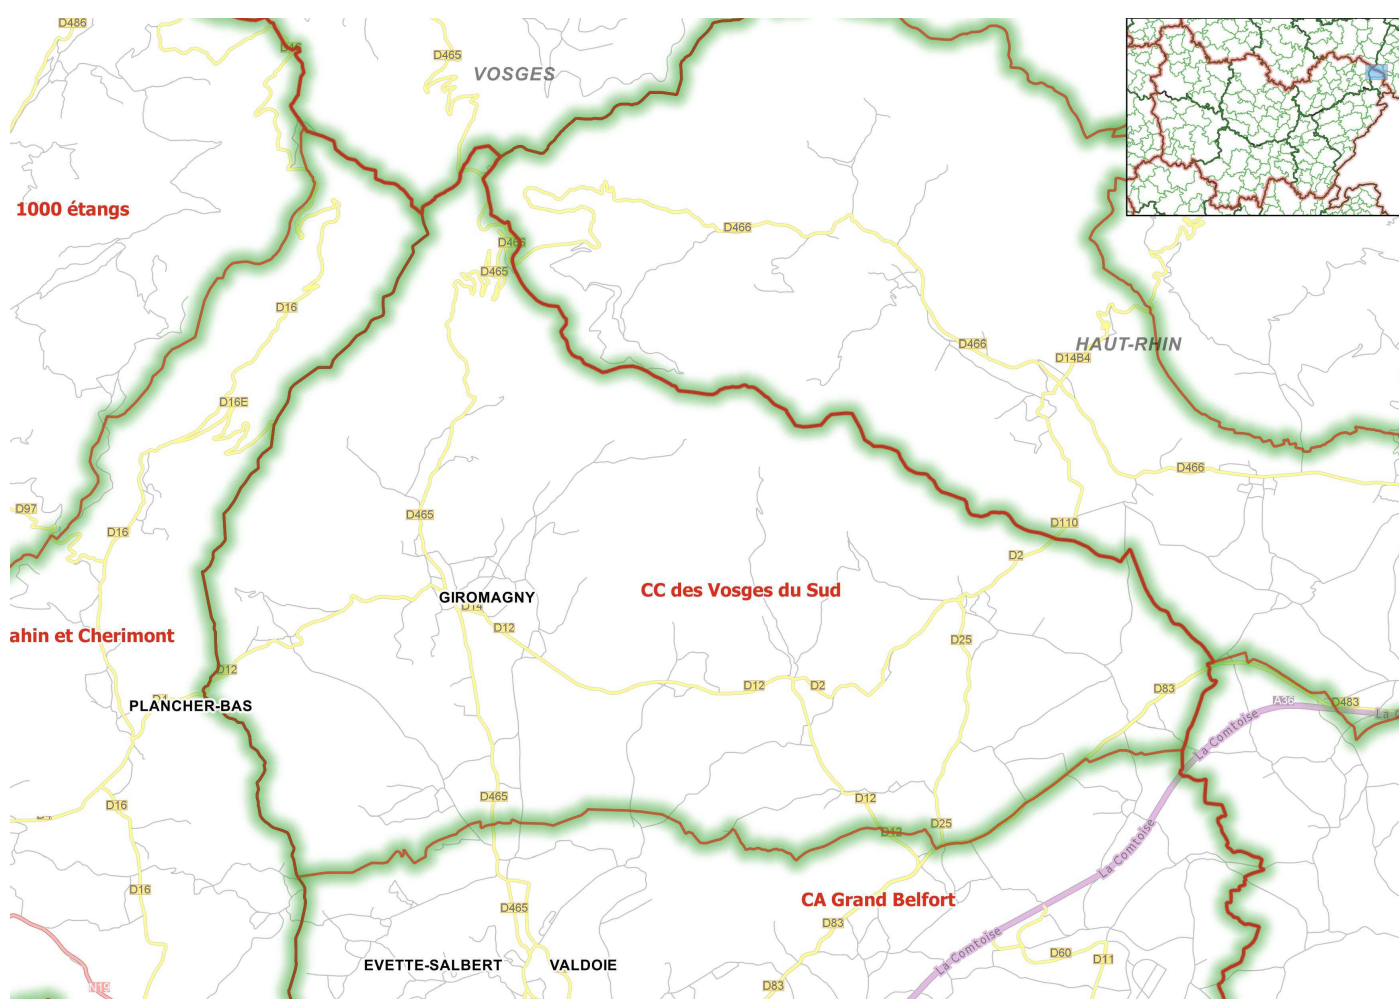 D486
D465
VOSGES
1000 étangs
D466
D465
D465
D16
HAUT-RHIN
D466
D14B4
D16E
D466
D97
D465
D110
D16
D2
CC des Vosges du Sud
GIROMAGNY
D14
D12
D25
ahin et Cherimont
D12
D12
D2
D83
A36
D483
PLANCHER-BAS
La Comtoise
D465
D12
D16
D25
D12
La Comtoise
D16
CA Grand Belfort
D465
D83
D60
D11
La Comtoise
EVETTE-SALBERT
VALDOIE
D83
N19